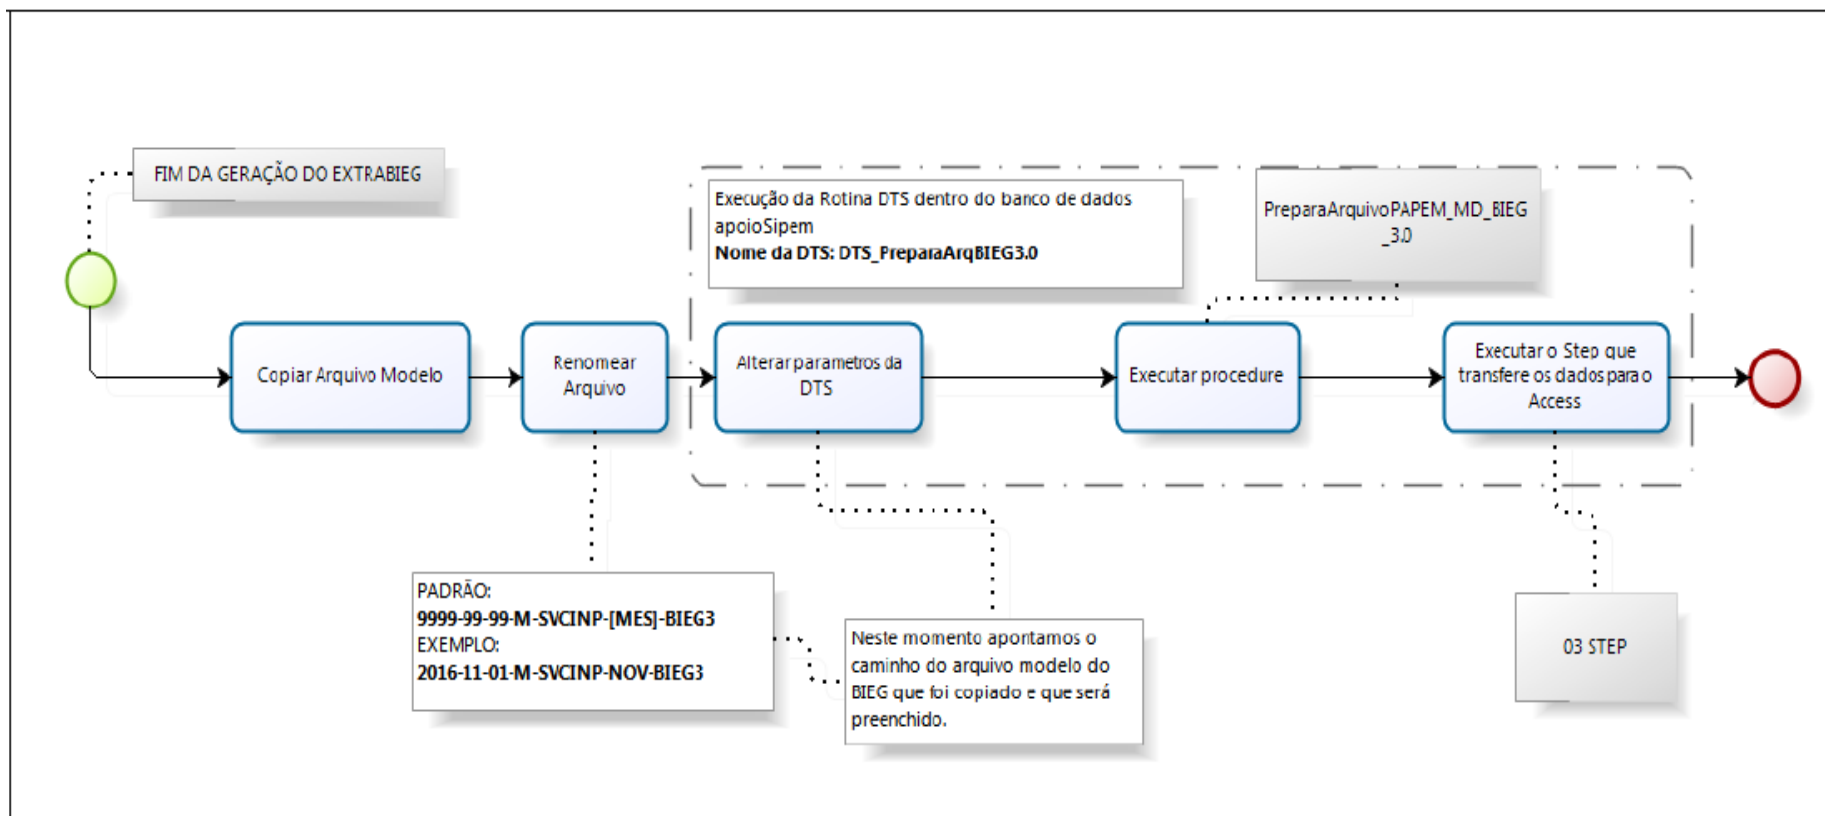 FIM DA GERAÇÃO DO EXTRABIEG
Execução da Rotina DTS dentro do banco de dados
apoioSipem
Nome da DTS: DTS_PreparaArqBIEG3.0
PreparaArquivoPAPEM_MD_BIEG
_3.0
Copiar Arquivo Modelo
Renomear
Arquivo
Alterar parametros da
DTS
Executar procedure
Executar o Step que
transfere os dados para o
Access
PADRÃO:
9999-99-99-M-SVCINP-[MES]-BIEG3
EXEMPLO:
2016-11-01-M-SVCINP-NOV-BIEG3
Neste momento apontamos o
caminho do arquivo modelo do
BIEG que foi copiado e que será
preenchido.
03 STEP